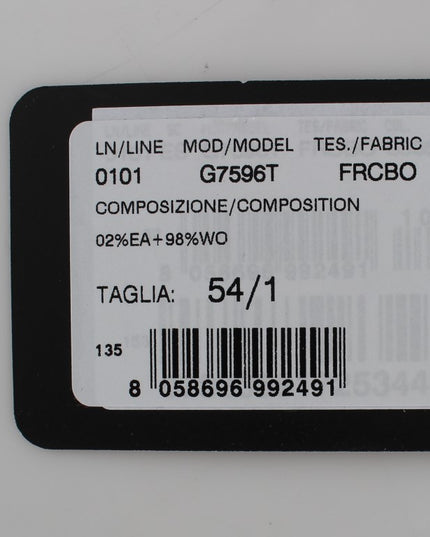 LN/LINE MOD/MODEL TES./FABRIC
0101 G7596T FRCBO
COMPOSIZIONE/COMPOSITION
02%EA+98%WO
TAGLIA: 54/1
135
8 058696 992491